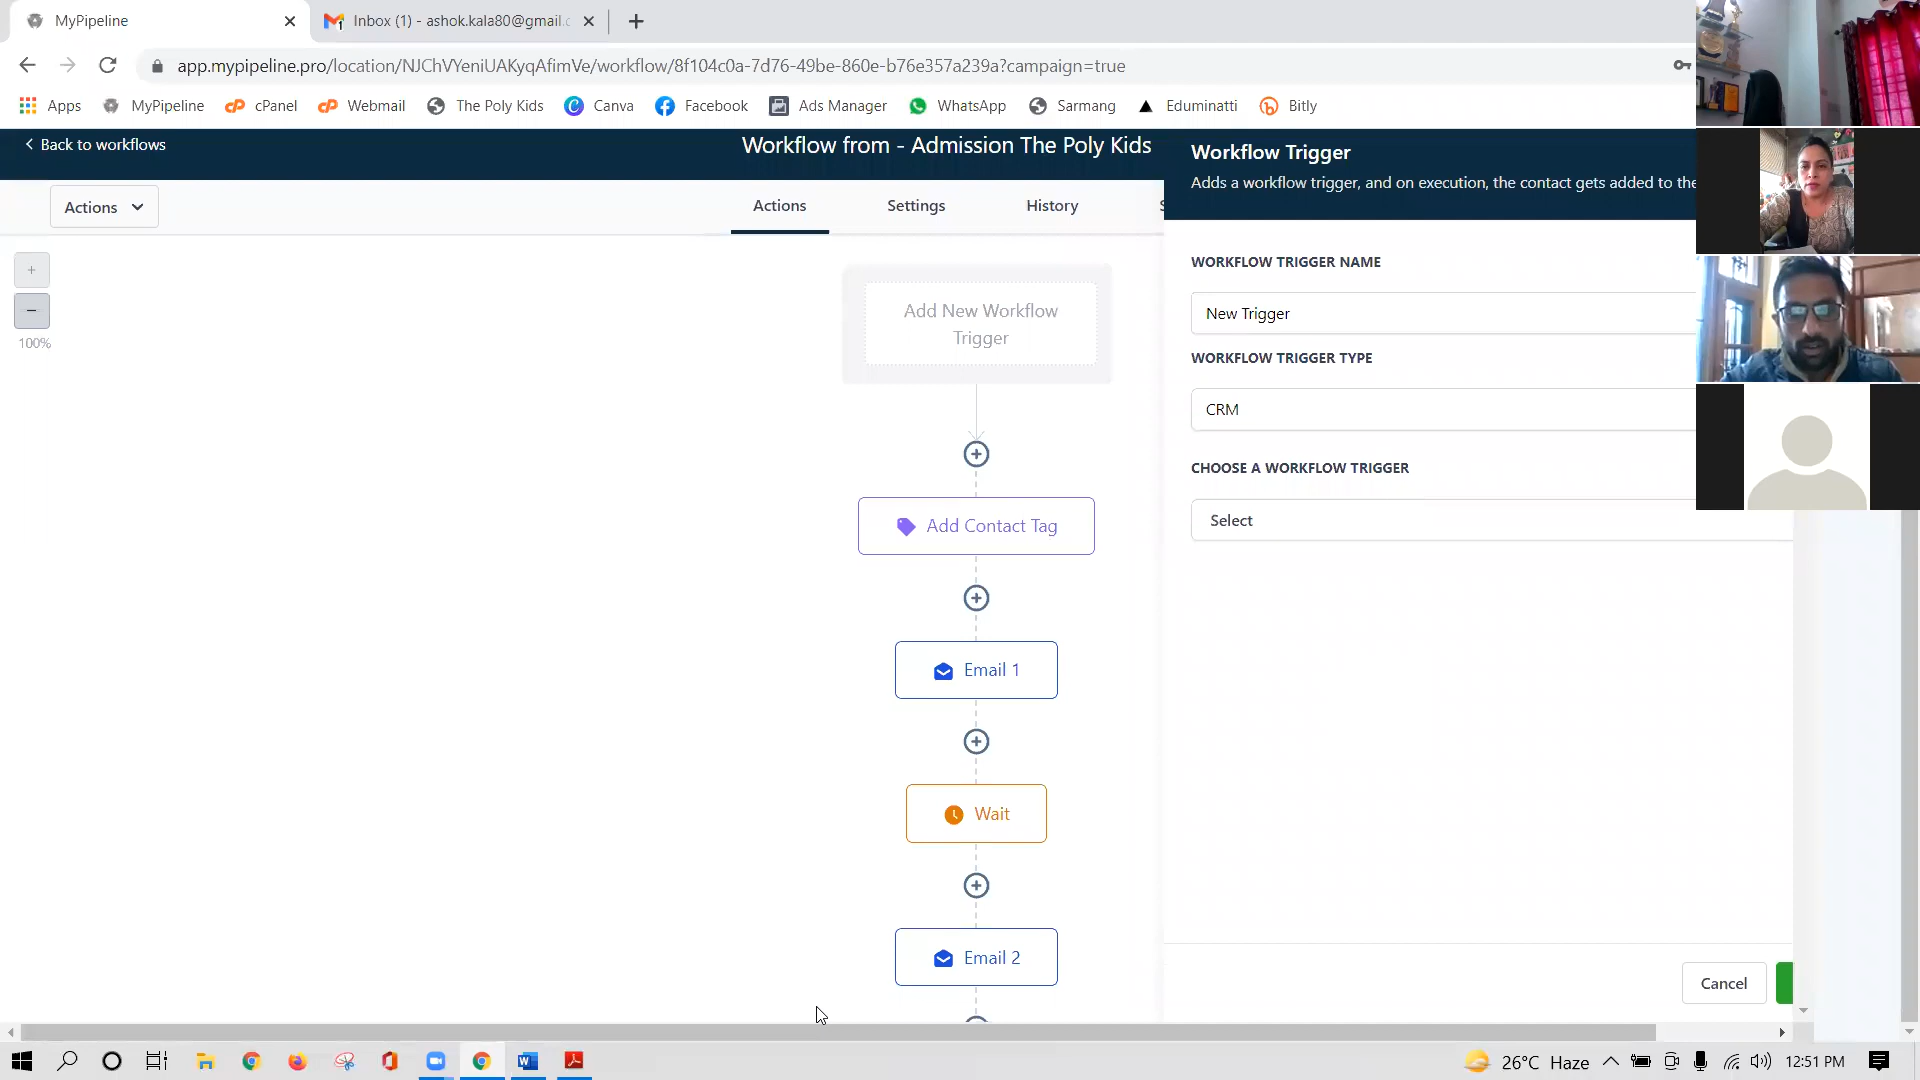 MyPipeline
Inbox (1) - ashok.kala80@gmail.c
app.mypipeline.pro/location/NJChVYeniUAKyqAfimVe/workflow/8f104c0a-7d76-49be-860e-b76e357a239a?campaign=true
Apps MyPipeline cPanel Webmail The Poly Kids Canva Facebook Ads Manager WhatsApp Sarmang Eduminatti Bitly
Back to workflows
Workflow from - Admission The Poly Kids
Workflow Trigger
Adds a workflow trigger, and on execution, the contact gets added to the
Actions
Actions Settings History
100%
Add New Workflow
Trigger
Add Contact Tag
Email 1
Wait
Email 2
WORKFLOW TRIGGER NAME
New Trigger
WORKFLOW TRIGGER TYPE
CRM
CHOOSE A WORKFLOW TRIGGER
Select
Cancel
26°C Haze 12:51 PM